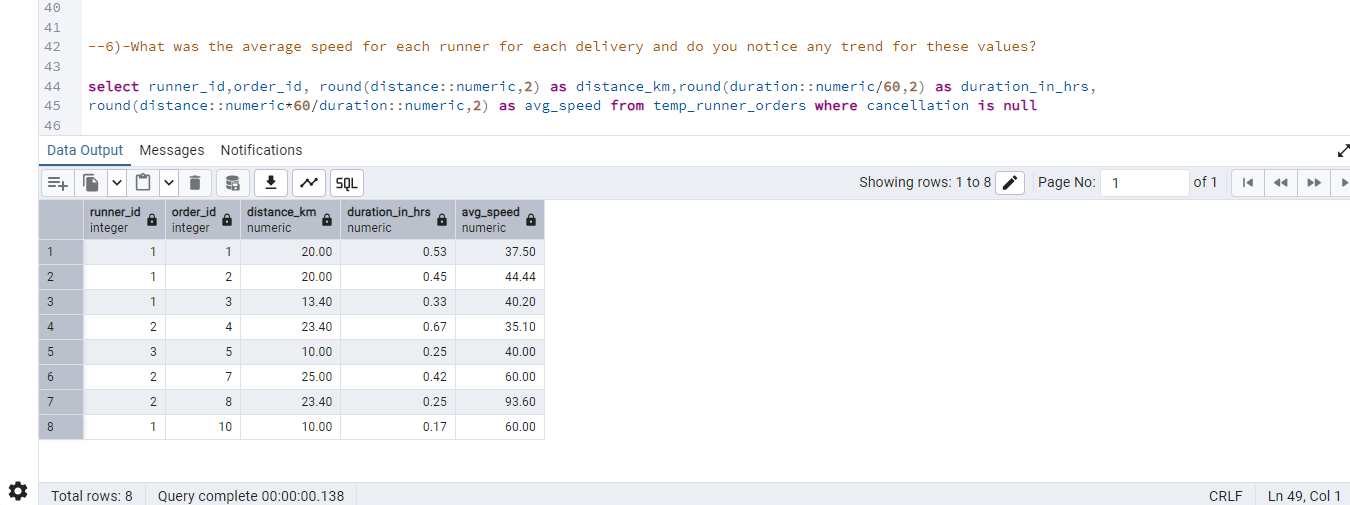 40
41
42 --6)-What was the average speed for each runner for each delivery and do you notice any trend for these values?
43
44 select runner_id,order_id, round(distance::numeric,2) as distance_km,round(duration::numeric/60,2) as duration_in_hrs,
45 round(distance::numeric*60/duration::numeric,2) as avg_speed from temp_runner_orders where cancellation is null
46
Data Output Messages Notifications
SQL Showing rows: 1 to 8 Page No: 1 of 1
runner_id order_id distance_km duration_in_hrs avg_speed
integer integer numeric numeric numeric
1 1 1 20.00 0.53 37.50
2 1 2 20.00 0.45 44.44
3 1 3 13.40 0.33 40.20
4 2 4 23.40 0.67 35.10
5 3 5 10.00 0.25 40.00
6 2 7 25.00 0.42 60.00
7 2 8 23.40 0.25 93.60
8 1 10 10.00 0.17 60.00
Total rows: 8 Query complete 00:00:00.138 CRLF Ln 49, Col 1